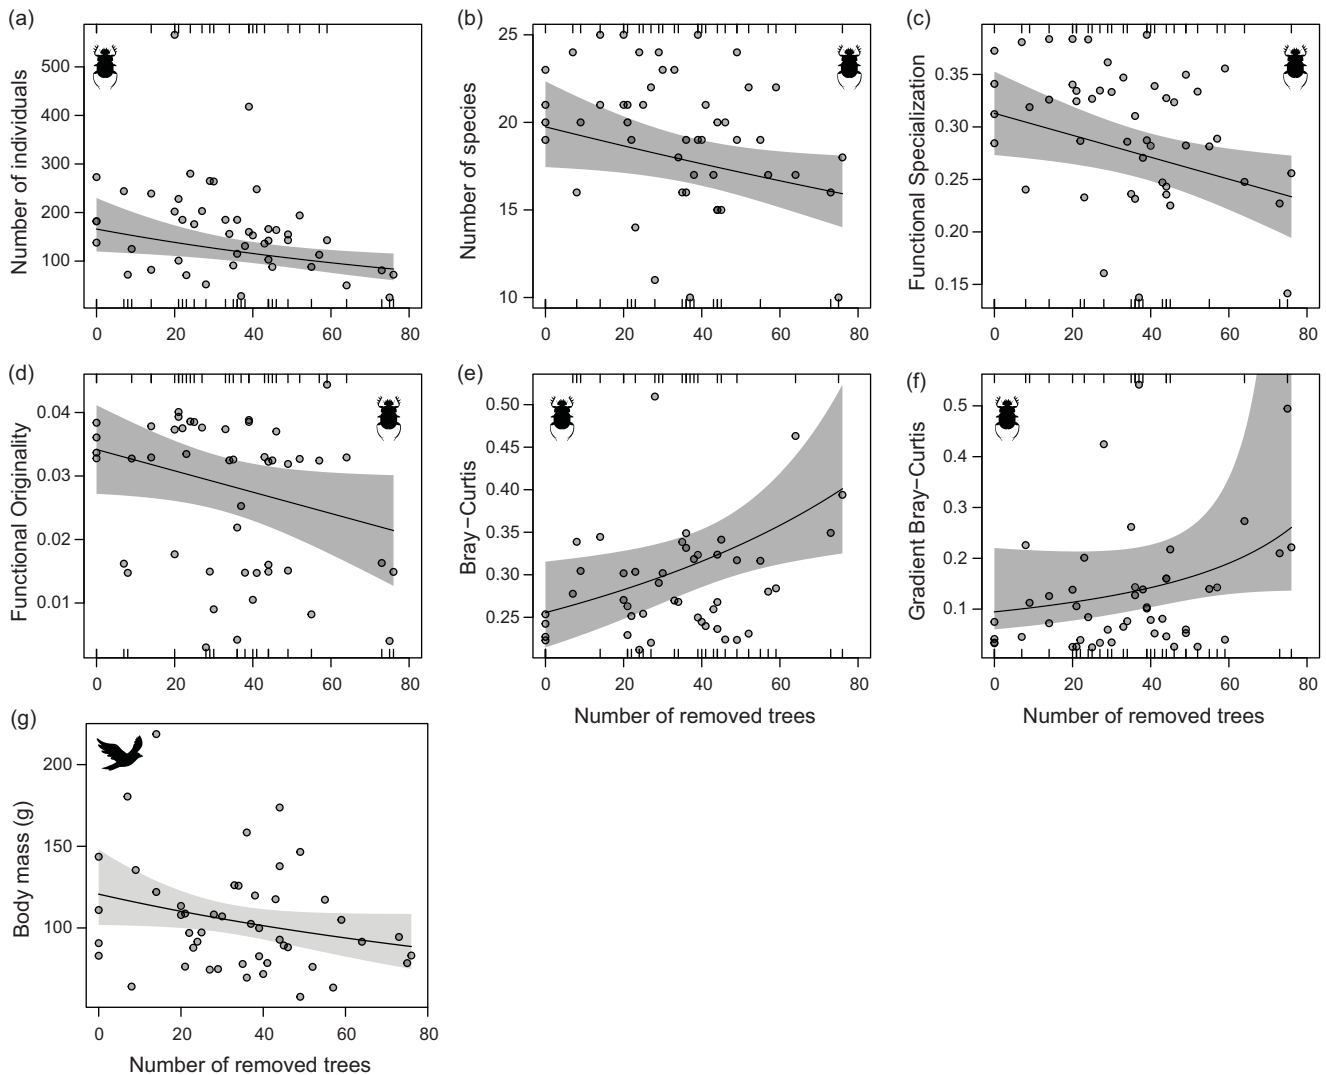 (a)
Number of individuals
500
400
300
200
100
0 20 40 60 80
(b)
Number of species
25
20
15
10
0 20 40 60 80
(c)
Functional Specialization
0.35
0.30
0.25
0.20
0.15
0 20 40 60 80
(d)
Functional Originality
0.04
0.03
0.02
0.01
0 20 40 60 80
(e)
Bray−Curtis
0.50
0.45
0.40
0.35
0.30
0.25
0 20 40 60 80
Number of removed trees
(f)
Gradient Bray−Curtis
0.5
0.4
0.3
0.2
0.1
0 20 40 60 80
Number of removed trees
(g)
Body mass (g)
200
150
100
0 20 40 60 80
Number of removed trees